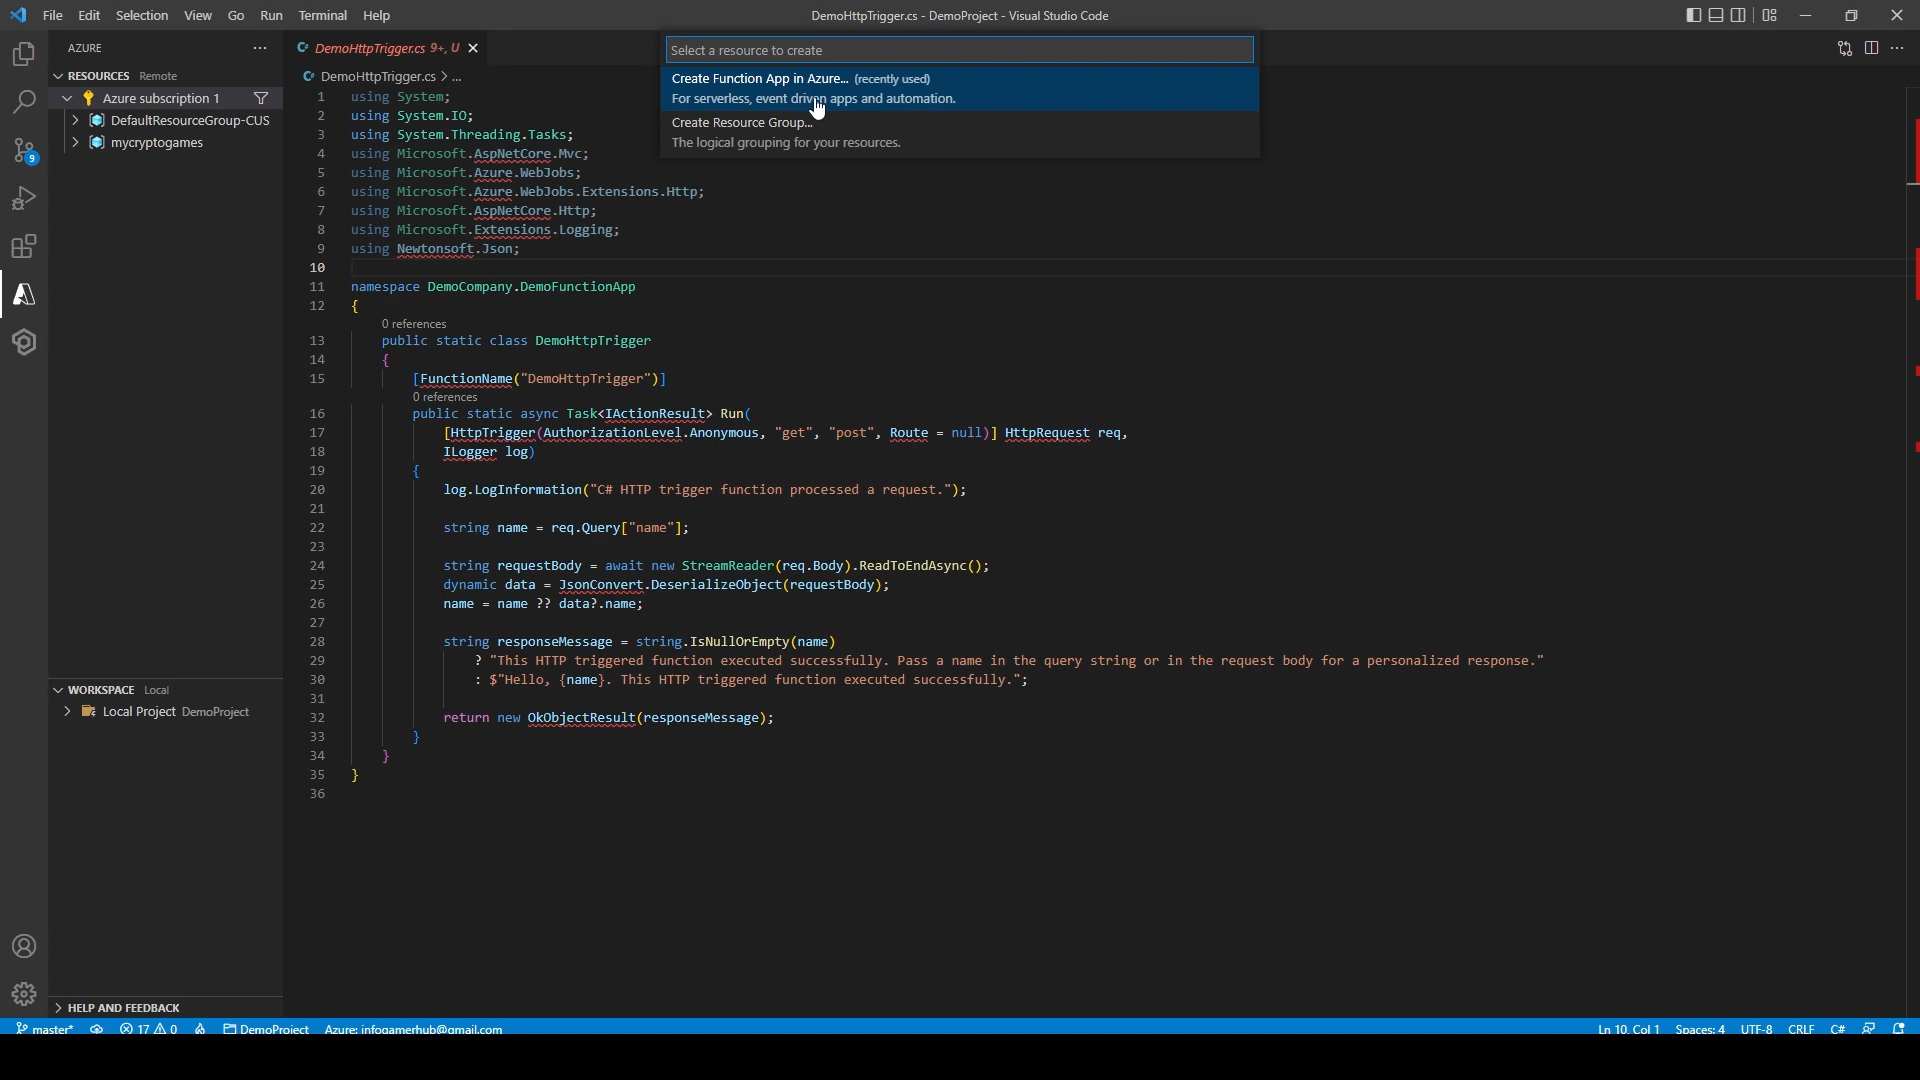 File Edit Selection View Go Run Terminal Help
DemoHttpTrigger.cs - DemoProject - Visual Studio Code
AZURE
DemoHttpTrigger.cs 9+, U
Select a resource to create
RESOURCES Remote
DemoHttpTrigger.cs > ...
Create Function App in Azure... (recently used)
For serverless, event driven apps and automation.
Create Resource Group...
The logical grouping for your resources.
Azure subscription 1
DefaultResourceGroup-CUS
mycryptogames
9
1 using System;
2 using System.IO;
3 using System.Threading.Tasks;
4 using Microsoft.AspNetCore.Mvc;
5 using Microsoft.Azure.WebJobs;
6 using Microsoft.Azure.WebJobs.Extensions.Http;
7 using Microsoft.AspNetCore.Http;
8 using Microsoft.Extensions.Logging;
9 using Newtonsoft.Json;
10
11 namespace DemoCompany.DemoFunctionApp
12 {
0 references
13 public static class DemoHttpTrigger
14 {
15 [FunctionName("DemoHttpTrigger")]
0 references
16 public static async Task<IActionResult> Run(
17 [HttpTrigger(AuthorizationLevel.Anonymous, "get", "post", Route = null)] HttpRequest req,
18 ILogger log)
19 {
20 log.LogInformation("C# HTTP trigger function processed a request.");
21
22 string name = req.Query["name"];
23
24 string requestBody = await new StreamReader(req.Body).ReadToEndAsync();
25 dynamic data = JsonConvert.DeserializeObject(requestBody);
26 name = name ?? data?.name;
27
28 string responseMessage = string.IsNullOrEmpty(name)
29 ? "This HTTP triggered function executed successfully. Pass a name in the query string or in the request body for a personalized response."
30 : $"Hello, {name}. This HTTP triggered function executed successfully.";
31
32 return new OkObjectResult(responseMessage);
33 }
34 }
35 }
36
WORKSPACE Local
Local Project DemoProject
HELP AND FEEDBACK
master* 17 0 DemoProject Azure: infogamerhub@gmail.com
Ln 10, Col 1 Spaces: 4 UTF-8 CRLF C#